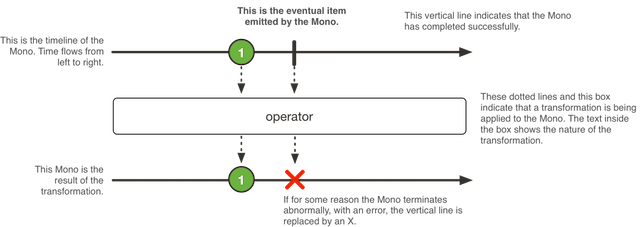 This is the eventual item
emitted by the Mono.
This vertical line indicates that the Mono
has completed successfully.
This is the timeline of the
Mono. Time flows from
left to right.
1
These dotted lines and this box
indicate that a transformation is being
applied to the Mono. The text inside
the box shows the nature of the
transformation.
operator
This Mono is the
result of the
transformation.
1
If for some reason the Mono terminates
abnormally, with an error, the vertical line is
replaced by an X.